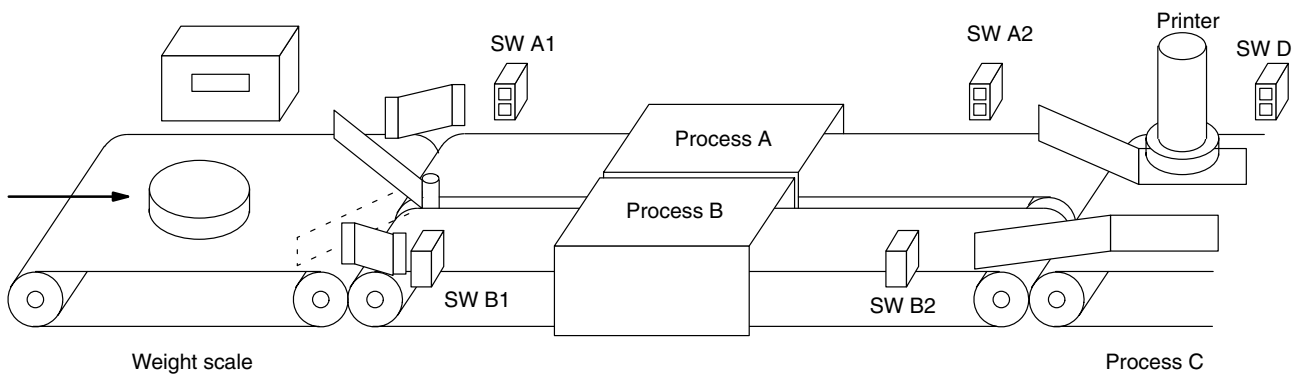 Printer
SW A1
SW A2
SW D
Process A
Process B
SW B1
SW B2
Weight scale
Process C